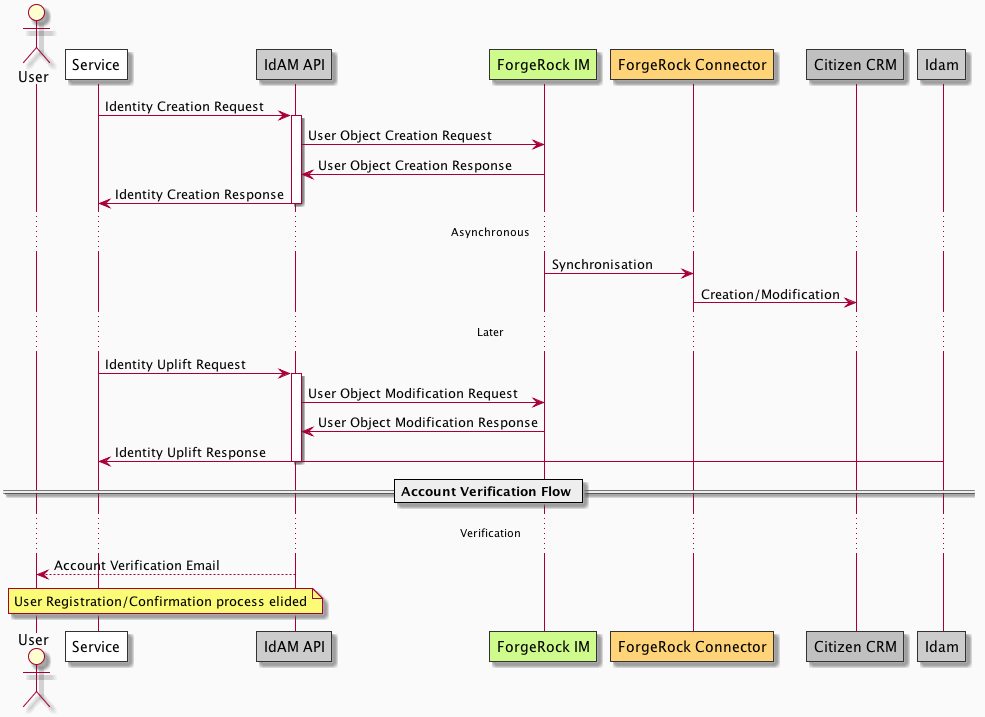 User
Service
IdAM API
ForgeRock IM
ForgeRock Connector
Citizen CRM
Idam
Identity Creation Request
User Object Creation Request
User Object Creation Response
Identity Creation Response
Asynchronous
Synchronisation
Creation/Modification
Later
Identity Uplift Request
User Object Modification Request
User Object Modification Response
Identity Uplift Response
Account Verification Flow
Verification
Account Verification Email
User Registration/Confirmation process elided
User
Service
IdAM API
ForgeRock IM
ForgeRock Connector
Citizen CRM
Idam